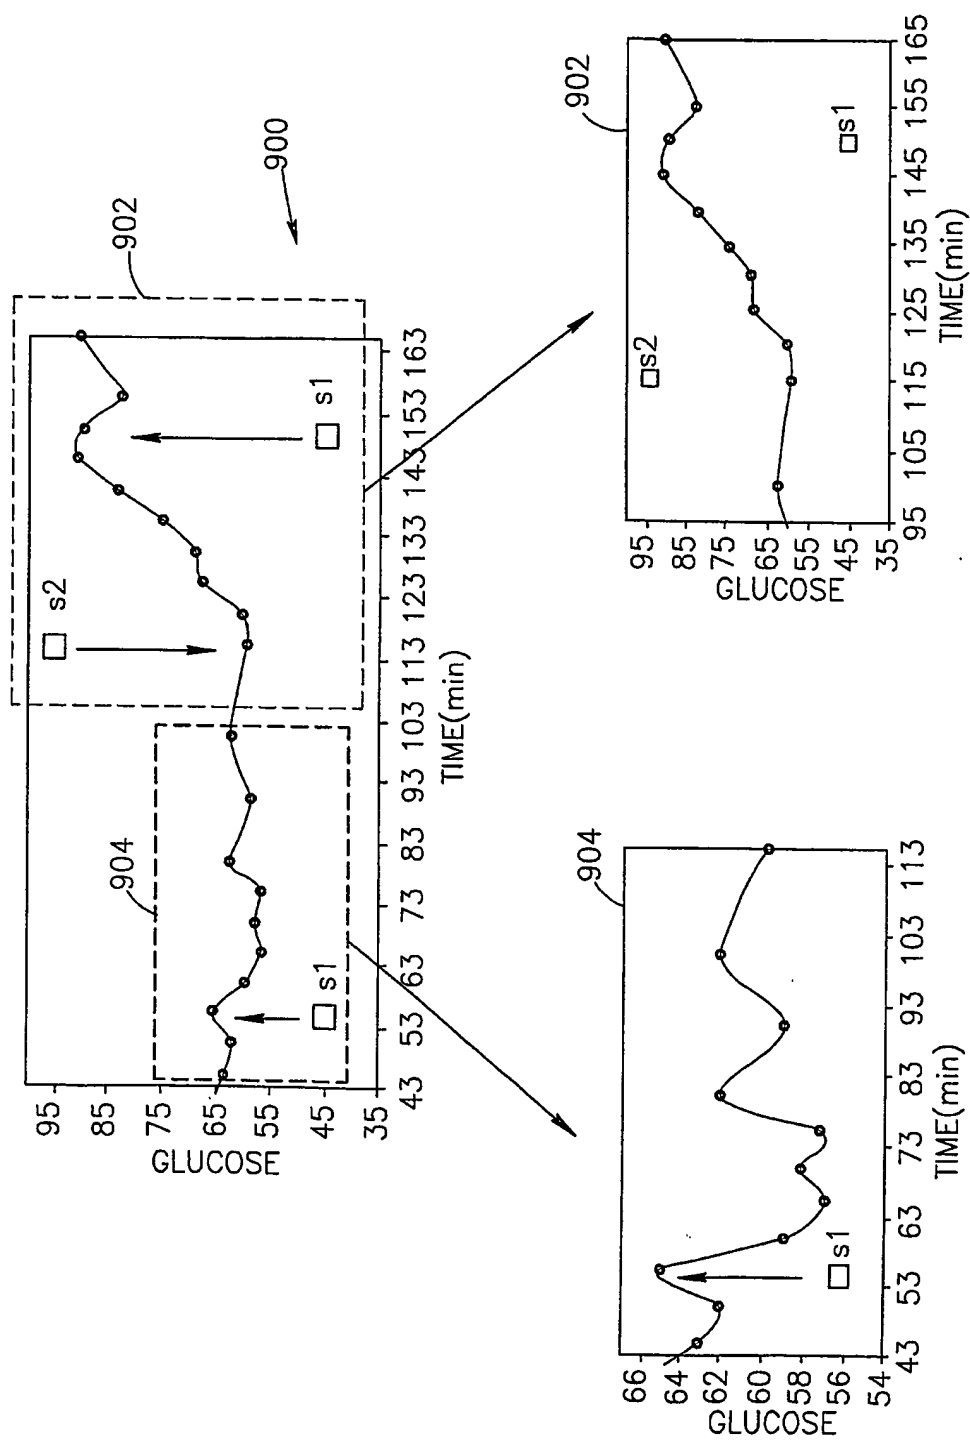 900
902
904
95
85
75
65
55
45
35
GLUCOSE
s1
s2
s1
43 53 63 73 83 93 103 113 123 133 143 153 163
TIME(min)
904
66
64
62
60
58
56
54
GLUCOSE
s1
43 53 63 73 83 93 103 113
TIME(min)
902
95
85
75
65
55
45
35
GLUCOSE
s2
s1
95 105 115 125 135 145 155 165
TIME(min)